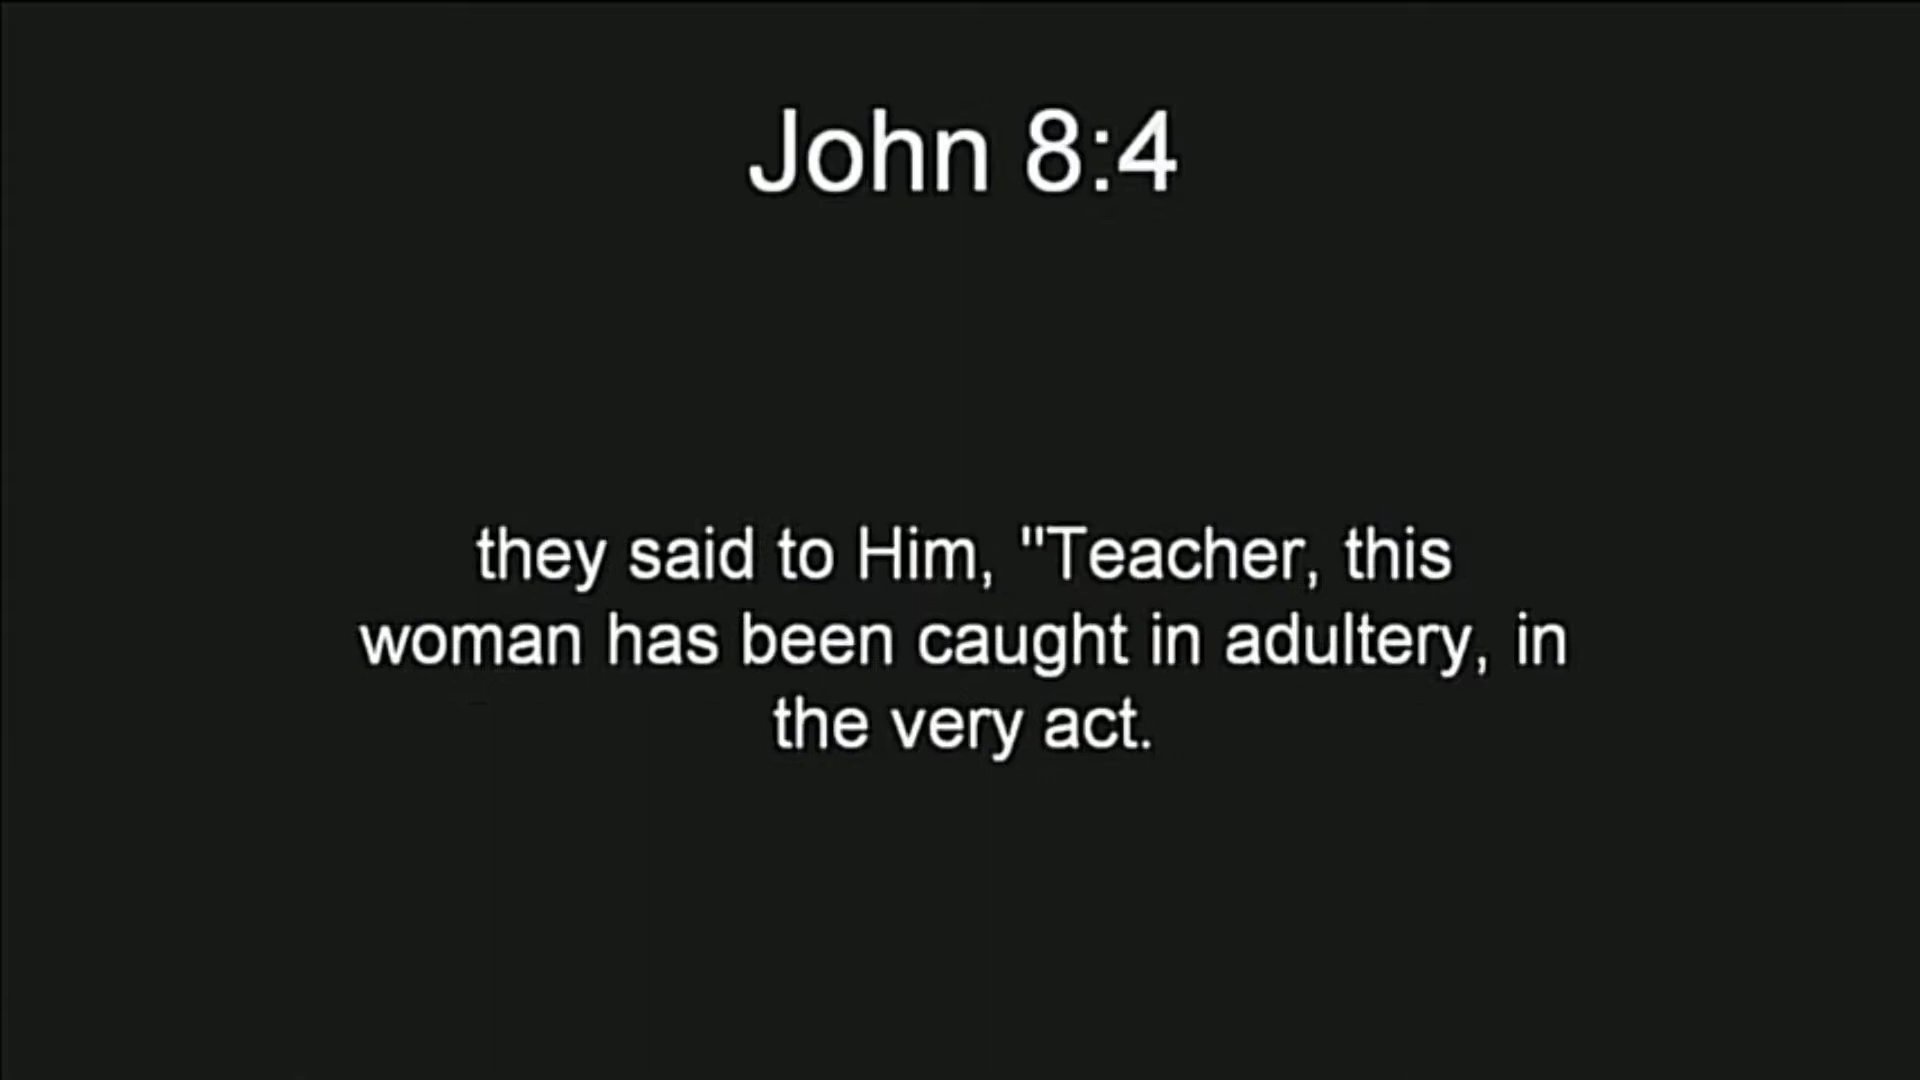 John 8:4
they said to Him, "Teacher, this
woman has been caught in adultery, in
the very act.